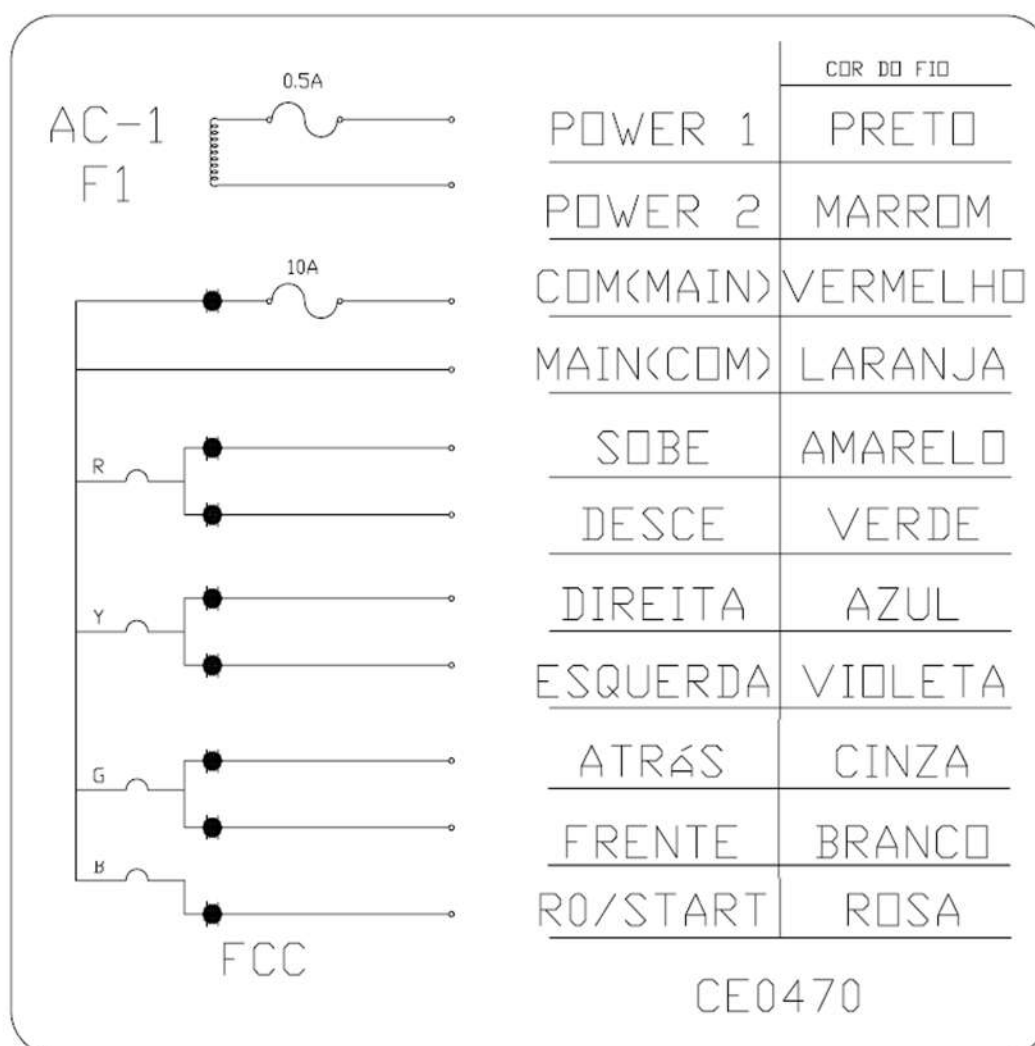 COR DO FIO
0.5A
AC-1
F1
POWER 1 PRETO
POWER 2 MARROM
10A
COM(MAIN) VERMELHO
MAIN(COM) LARANJA
R
SOBE AMARELO
DESCE VERDE
Y
DIREITA AZUL
ESQUERDA VIOLETA
G
ATRáS CINZA
FRENTE BRANCO
B
R0/START ROSA
FCC
CE0470